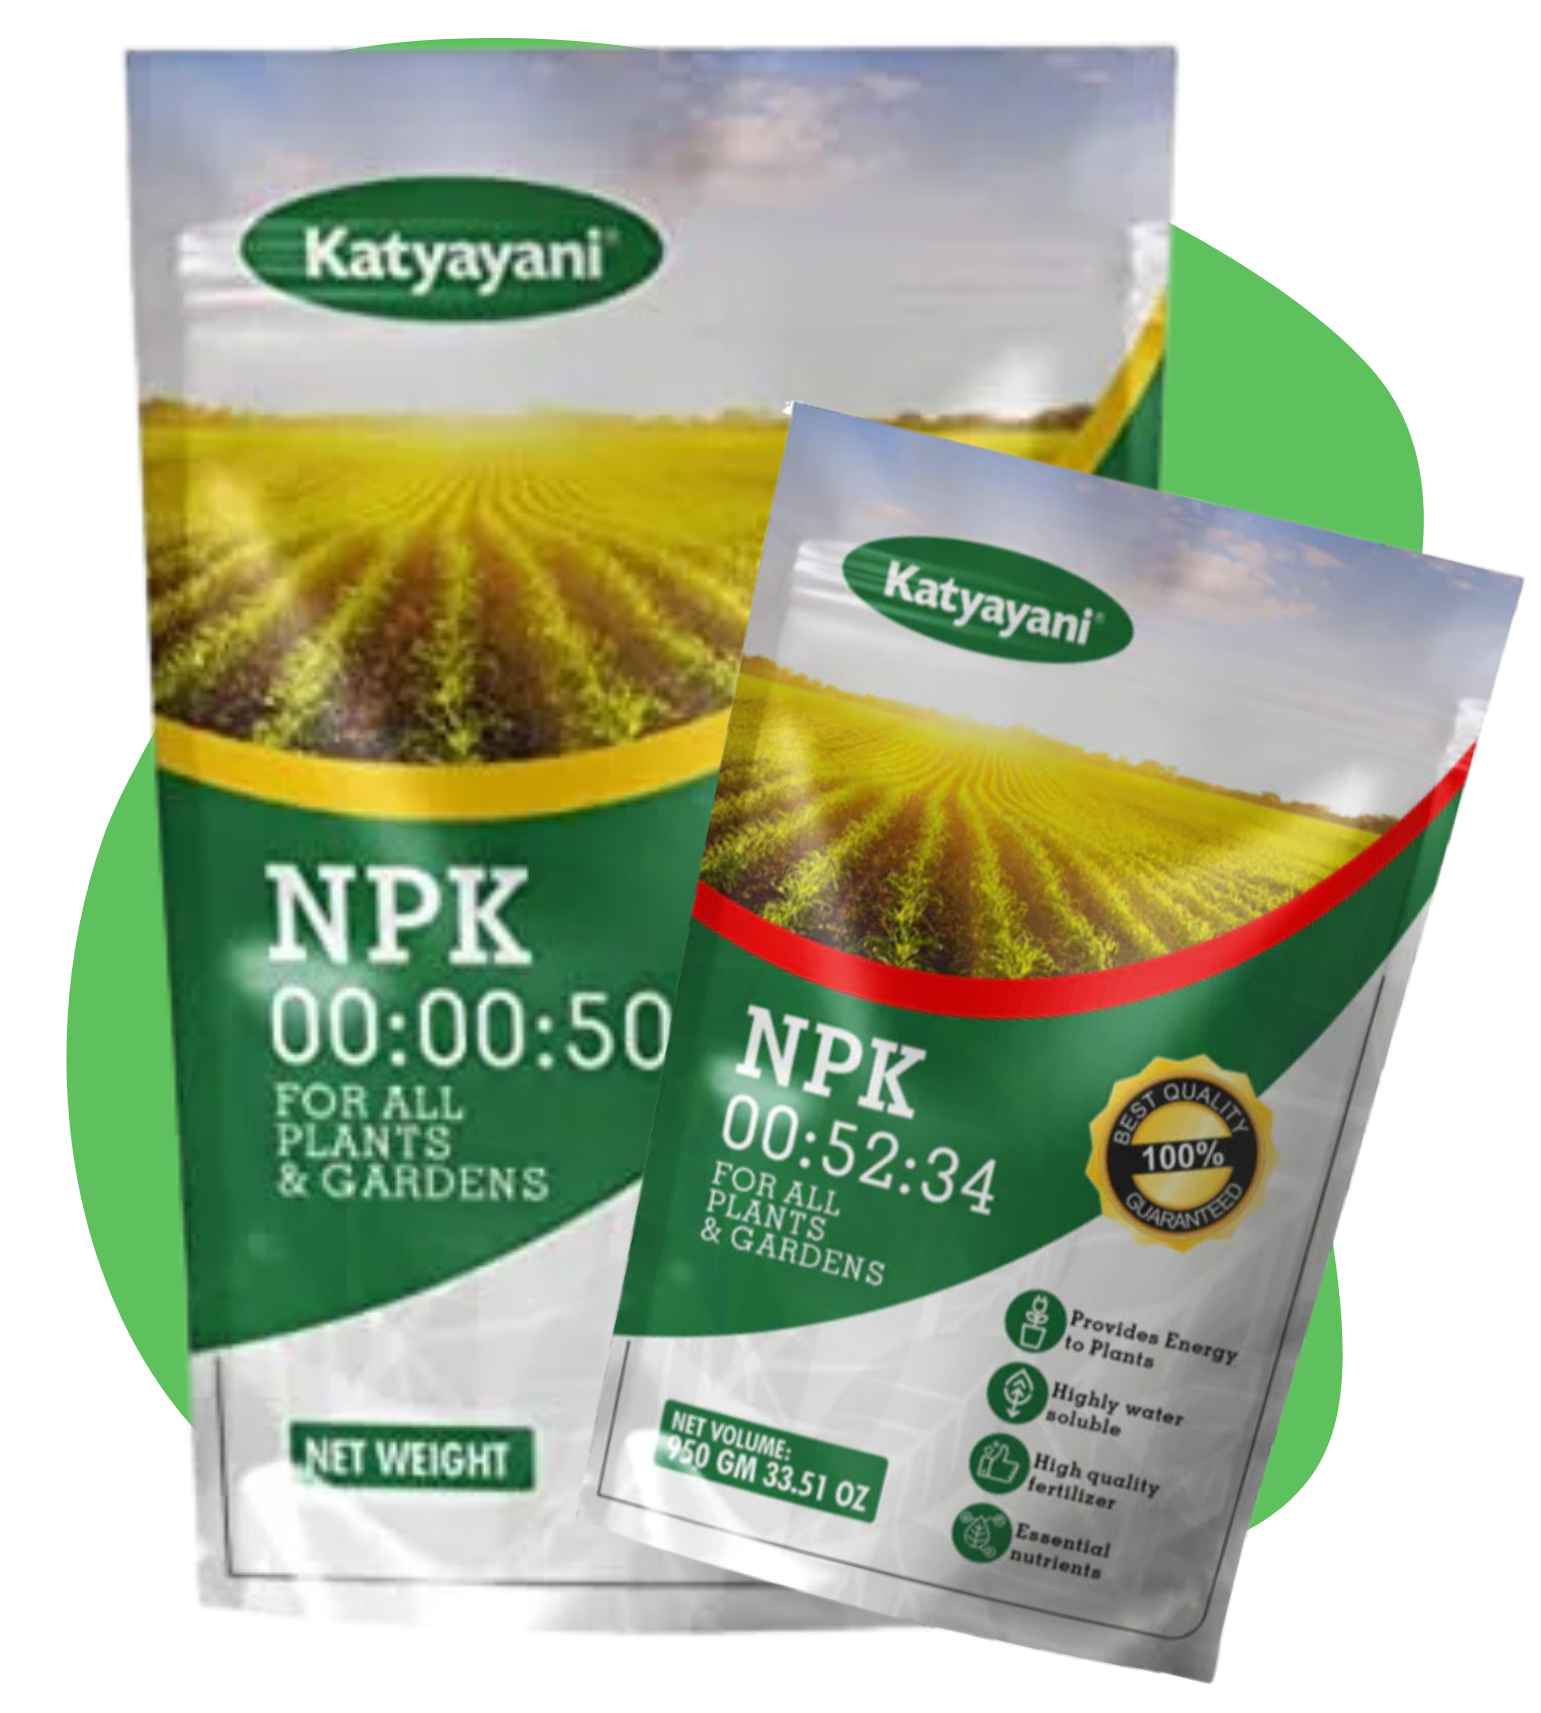 Katyayani®
NPK
00:00:50
FOR ALL
PLANTS
& GARDENS
NET WEIGHT
Katyayani®
NPK
00:52:34
FOR ALL
PLANTS
& GARDENS
BEST QUALITY
100%
GUARANTEED
Provides Energy
to Plants
Highly water
soluble
High quality
fertilizer
Essential
nutrients
NET VOLUME:
950 GM 33.51 OZ